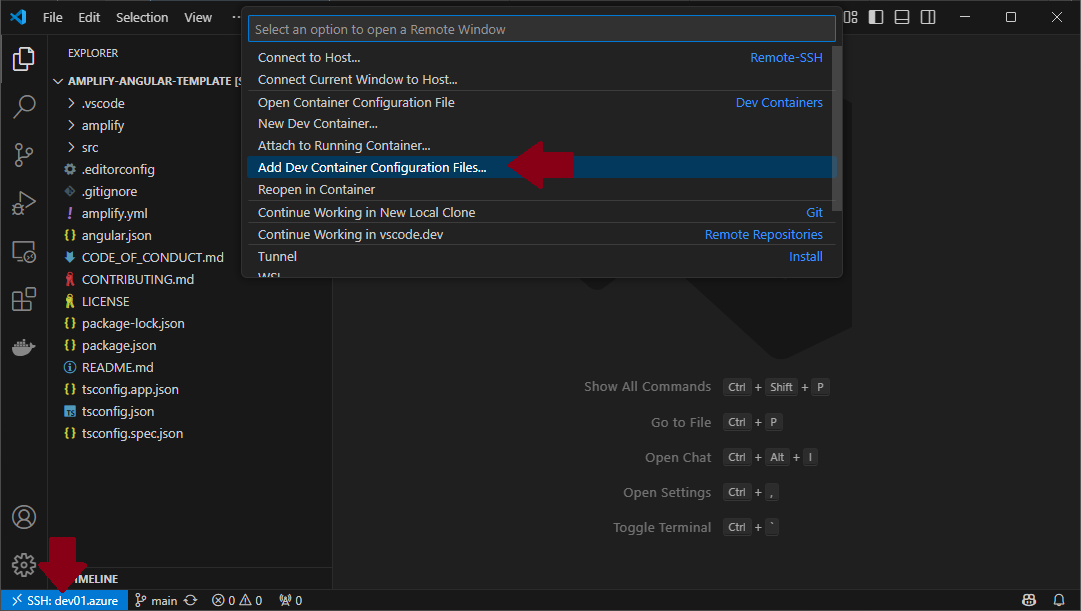 File Edit Selection View ··
Select an option to open a Remote Window
Connect to Host... Remote-SSH
Connect Current Window to Host...
Open Container Configuration File Dev Containers
New Dev Container...
Attach to Running Container...
Add Dev Container Configuration Files...
Reopen in Container
Continue Working in New Local Clone Git
Continue Working in vscode.dev Remote Repositories
Tunnel Install
WSL
EXPLORER
AMPLIFY-ANGULAR-TEMPLATE [S
.vscode
amplify
src
.editorconfig
.gitignore
! amplify.yml
{} angular.json
CODE_OF_CONDUCT.md
CONTRIBUTING.md
LICENSE
{} package-lock.json
{} package.json
README.md
{} tsconfig.app.json
TS tsconfig.json
{} tsconfig.spec.json
Show All Commands Ctrl + Shift + P
Go to File Ctrl + P
Open Chat Ctrl + Alt + I
Open Settings Ctrl + ,
Toggle Terminal Ctrl + `
TIMELINE
SSH: dev01.azure main 0 0 0